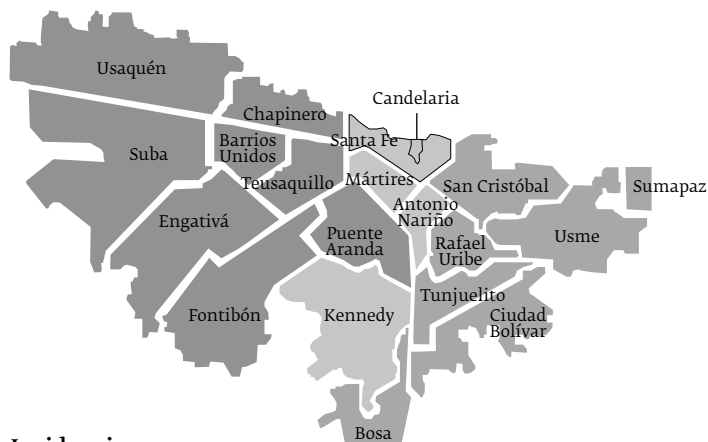 Usaquén
Candelaria
Chapinero
Santa Fe
Barrios
Unidos
Suba
Teusaquillo
Mártires
San Cristóbal
Sumapaz
Antonio
Nariño
Engativá
Puente
Aranda
Rafael
Uribe
Usme
Tunjuelito
Fontibón
Kennedy
Ciudad
Bolívar
Bosa